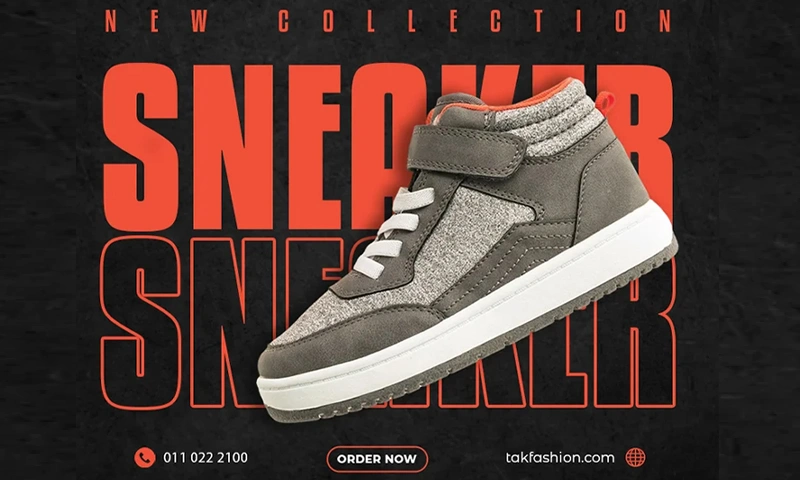 NEW COLLECTION
SNEAKER
SNEAKER
011 022 2100
ORDER NOW
takfashion.com